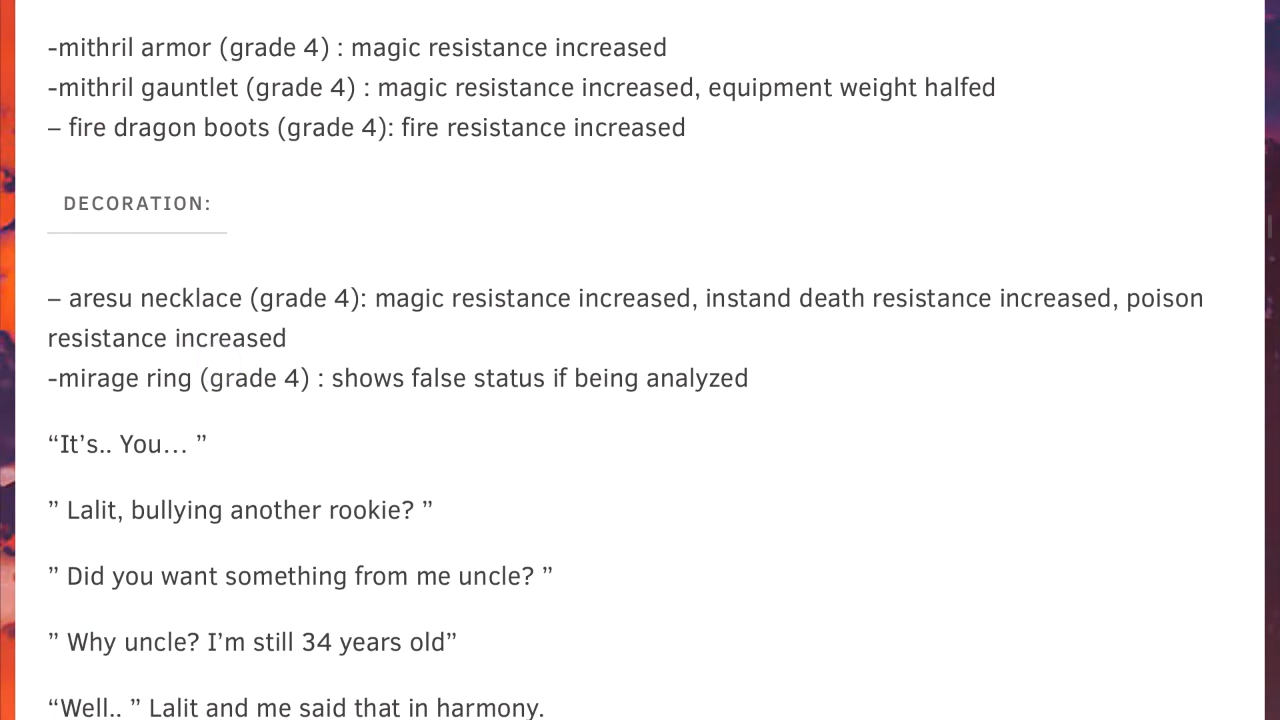 -mithril armor (grade 4) : magic resistance increased
-mithril gauntlet (grade 4) : magic resistance increased, equipment weight halfed
– fire dragon boots (grade 4): fire resistance increased
DECORATION:
– aresu necklace (grade 4): magic resistance increased, instand death resistance increased, poison
resistance increased
-mirage ring (grade 4) : shows false status if being analyzed
“It’s.. You… ”
” Lalit, bullying another rookie? ”
” Did you want something from me uncle? ”
” Why uncle? I’m still 34 years old”
“Well.. ” Lalit and me said that in harmony.